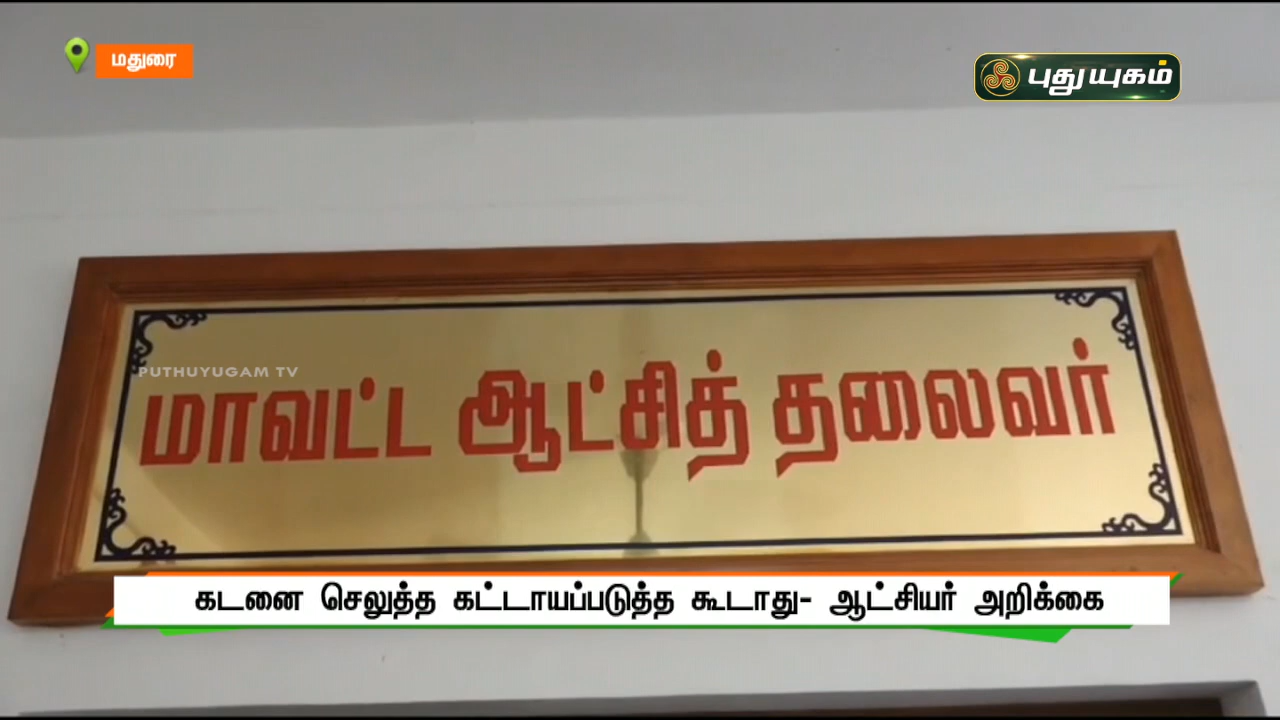 மதுரை
புதுயுகம்
PUTHUYUGAM TV
மாவட்ட ஆட்சித் தலைவர்
கடனை செலுத்த கட்டாயப்படுத்த கூடாது- ஆட்சியர் அறிக்கை